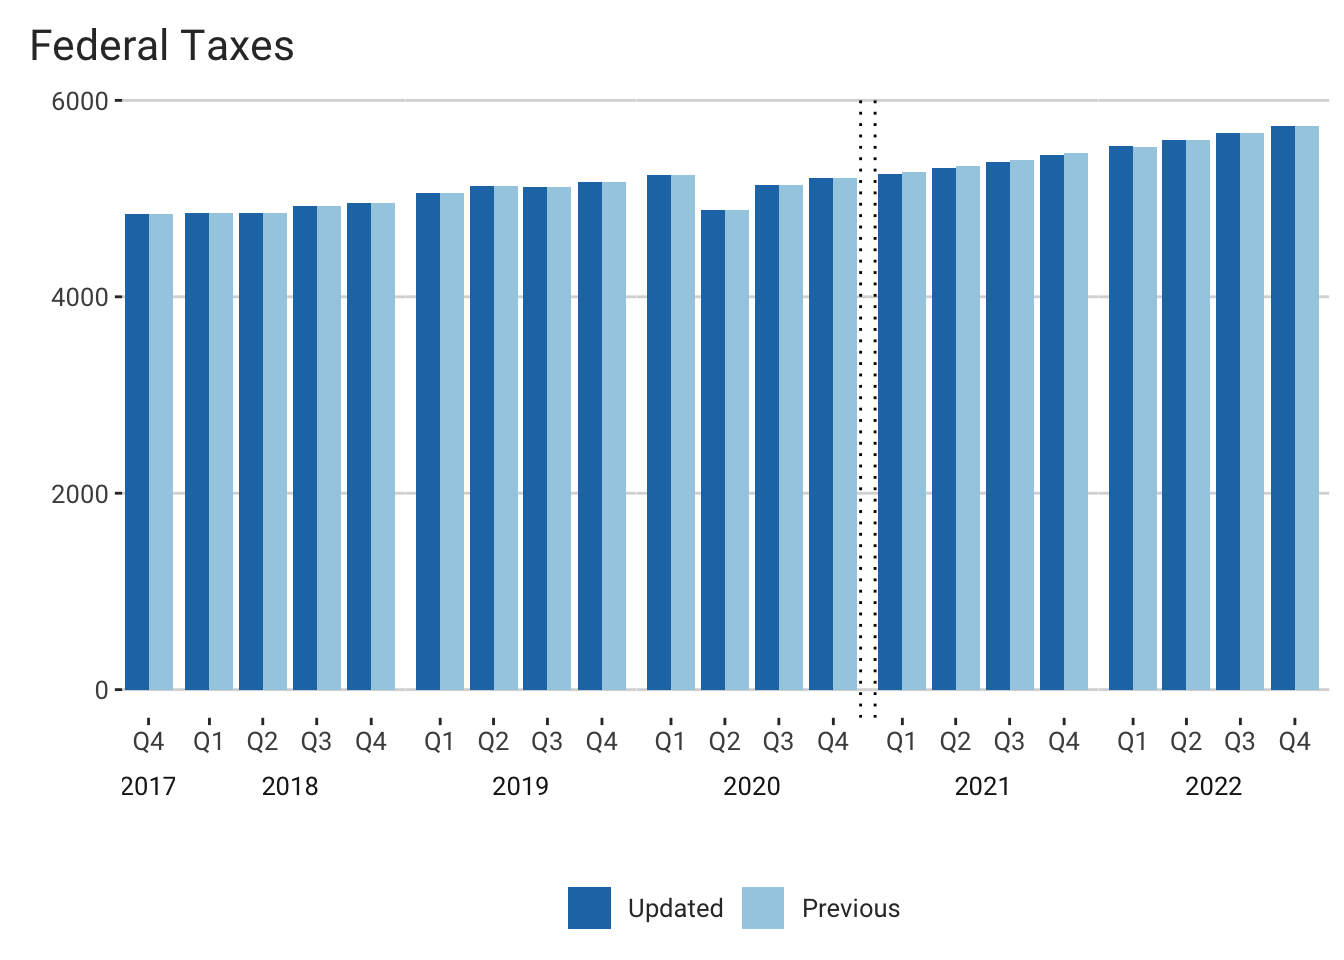 Federal Taxes
6000
4000
2000
0
Q4 Q1 Q2 Q3 Q4 Q1 Q2 Q3 Q4 Q1 Q2 Q3 Q4 Q1 Q2 Q3 Q4 Q1 Q2 Q3 Q4
2017 2018 2019 2020 2021 2022
Updated Previous